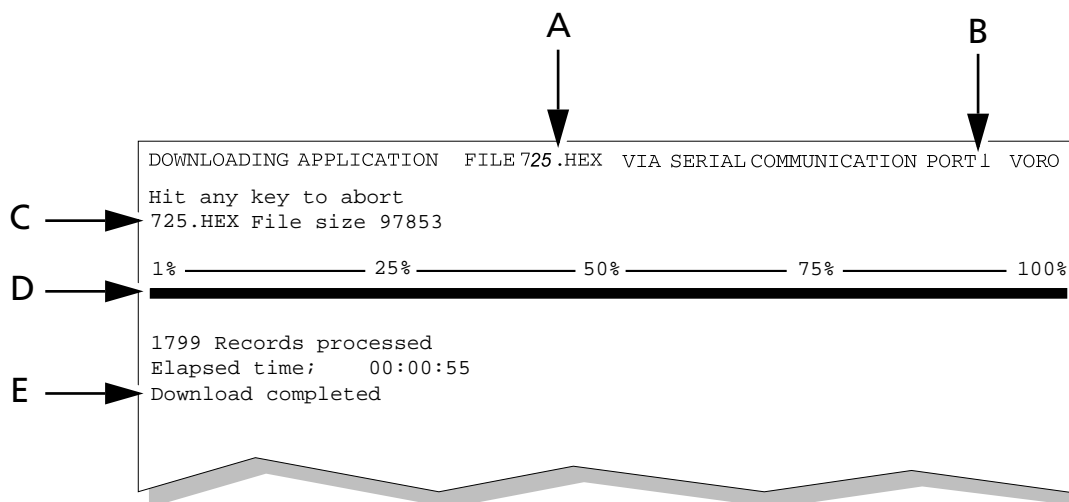 A
B
DOWNLOADING APPLICATION FILE 725.HEX VIA SERIAL COMMUNICATION PORT1 VORO
Hit any key to abort
C
725.HEX File size 97853
1% 25% 50% 75% 100%
D
1799 Records processed
Elapsed time; 00:00:55
E
Download completed